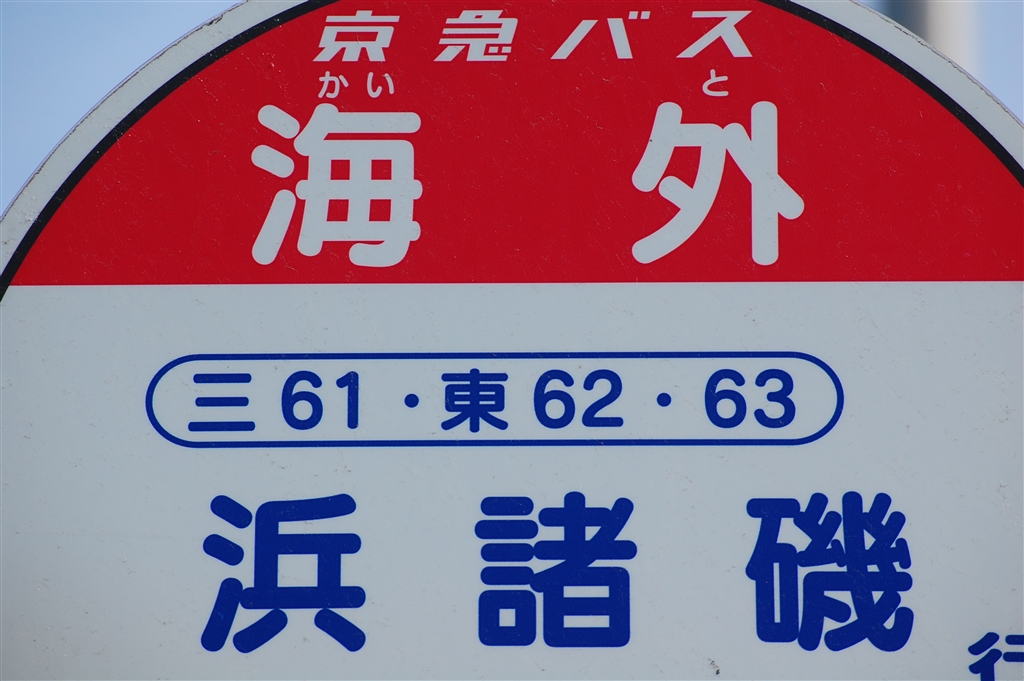 京急バス
かい と
海外
三61・東62・63
浜諸磯
行